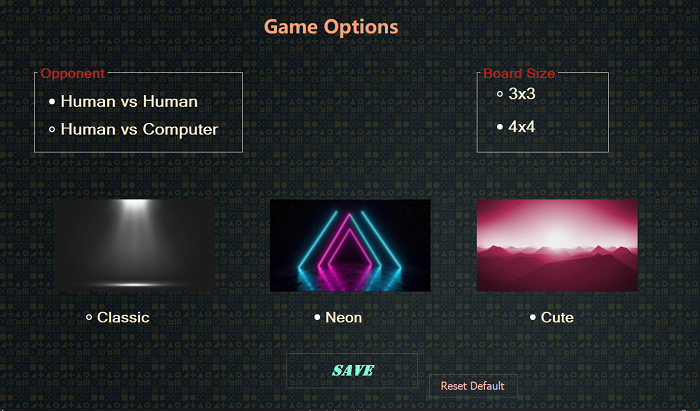 Game Options
Opponent
Human vs Human
Human vs Computer
Board Size
3x3
4x4
Classic
Neon
Cute
SAVE
Reset Default